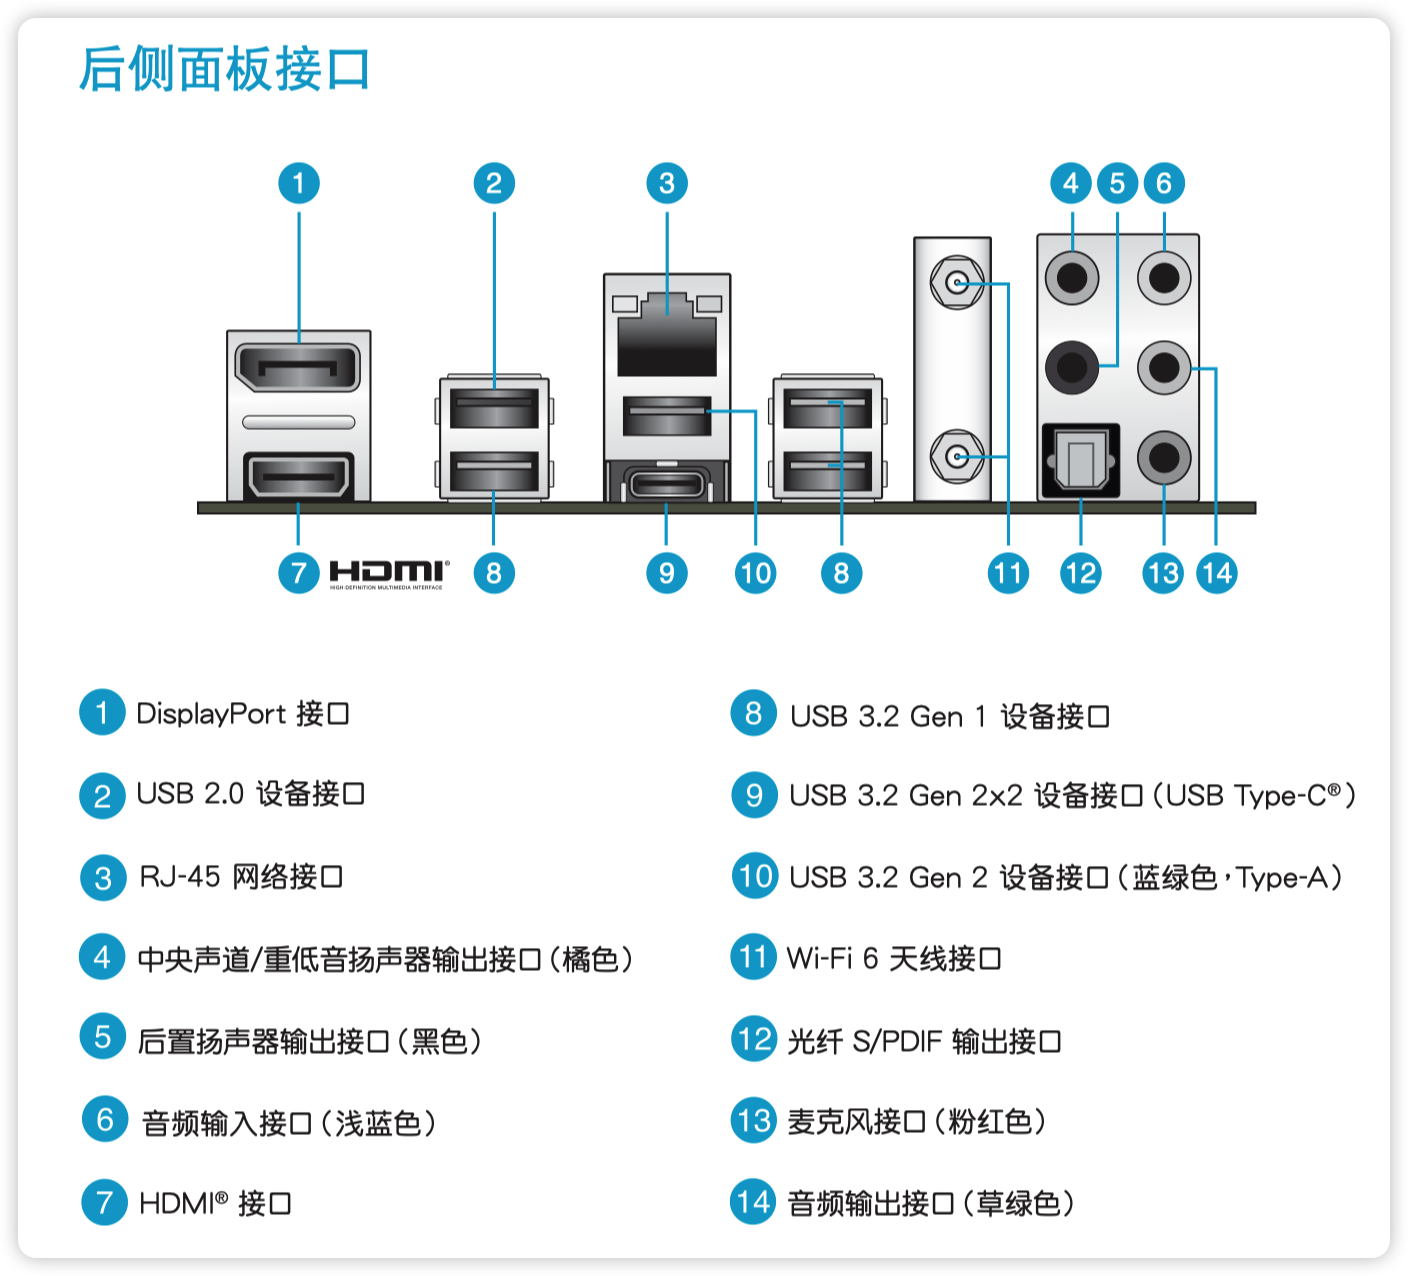 后侧面板接口
1 2 3 4 5 6
7 HDMI® 8 9 10 8 11 12 13 14
HIGH-DEFINITION MULTIMEDIA INTERFACE
1 DisplayPort 接口
2 USB 2.0 设备接口
3 RJ-45 网络接口
4 中央声道/重低音扬声器输出接口（橘色）
5 后置扬声器输出接口（黑色）
6 音频输入接口（浅蓝色）
7 HDMI® 接口
8 USB 3.2 Gen 1 设备接口
9 USB 3.2 Gen 2x2 设备接口（USB Type-C®）
10 USB 3.2 Gen 2 设备接口（蓝绿色，Type-A）
11 Wi-Fi 6 天线接口
12 光纤 S/PDIF 输出接口
13 麦克风接口（粉红色）
14 音频输出接口（草绿色）